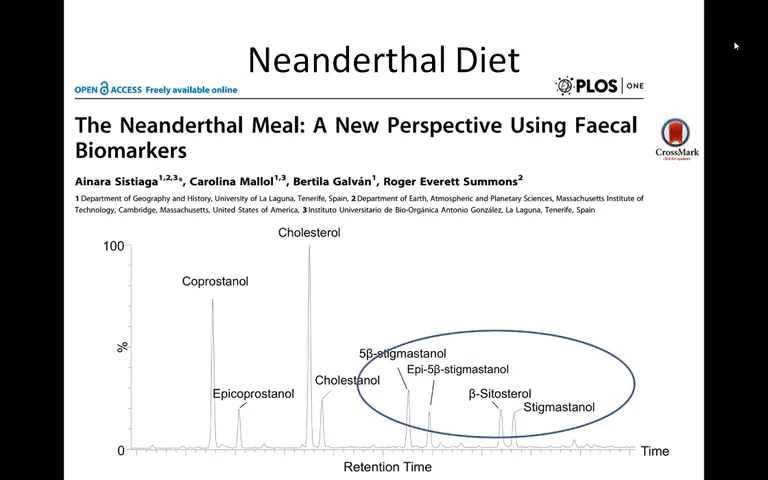 Neanderthal Diet
OPEN ACCESS Freely available online
PLOS ONE
The Neanderthal Meal: A New Perspective Using Faecal
Biomarkers
CrossMark
click for updates
Ainara Sistiaga1,2,3*, Carolina Mallol1,3, Bertila Galván1, Roger Everett Summons2
1 Department of Geography and History, University of La Laguna, Tenerife, Spain, 2 Department of Earth, Atmospheric and Planetary Sciences, Massachusetts Institute of
Technology, Cambridge, Massachusetts, United States of America, 3 Instituto Universitario de Bio-Orgánica Antonio González, La Laguna, Tenerife, Spain
Cholesterol
100
Coprostanol
%
5β-stigmastanol
Epi-5β-stigmastanol
Cholestanol
Epicoprostanol
β-Sitosterol
Stigmastanol
0
Time
Retention Time